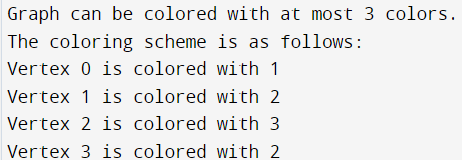 Graph can be colored with at most 3 colors.
The coloring scheme is as follows:
Vertex 0 is colored with 1
Vertex 1 is colored with 2
Vertex 2 is colored with 3
Vertex 3 is colored with 2